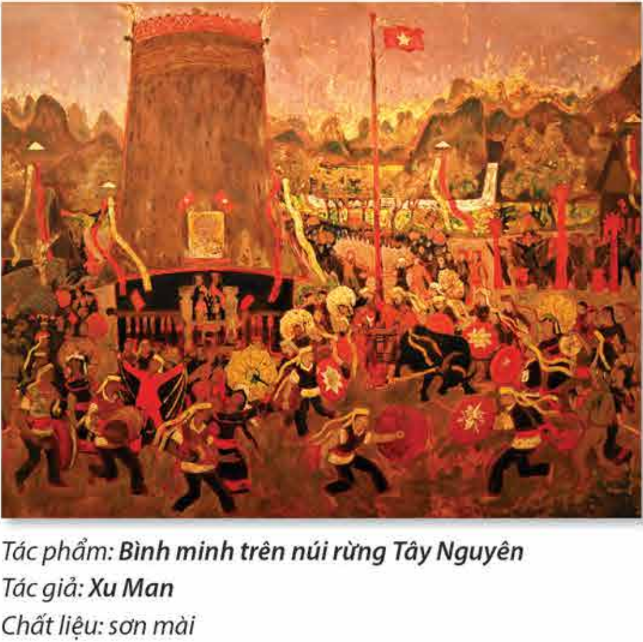 Tác phẩm: Bình minh trên núi rừng Tây Nguyên
Tác giả: Xu Man
Chất liệu: sơn mài